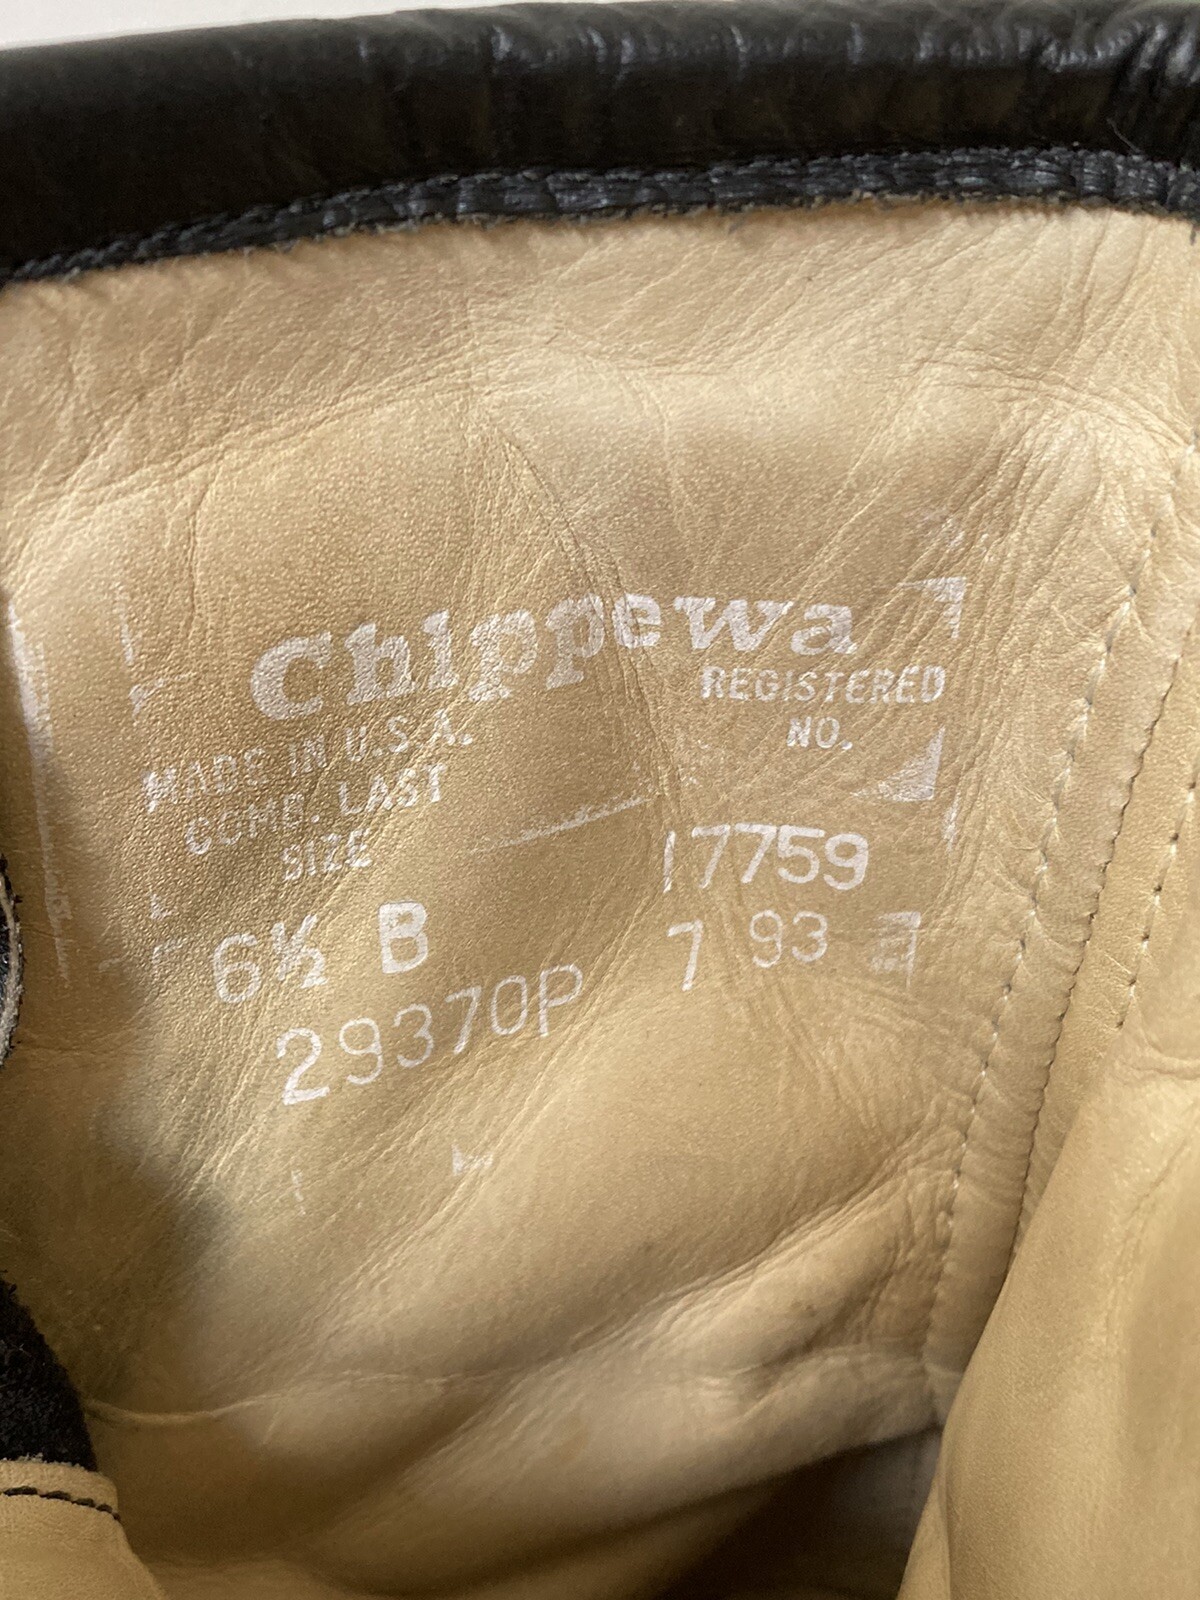 Chippewa
REGISTERED
NO.
MADE IN U.S.A.
COMB. LAST
SIZE
17759
6½ B
7 93
29370P